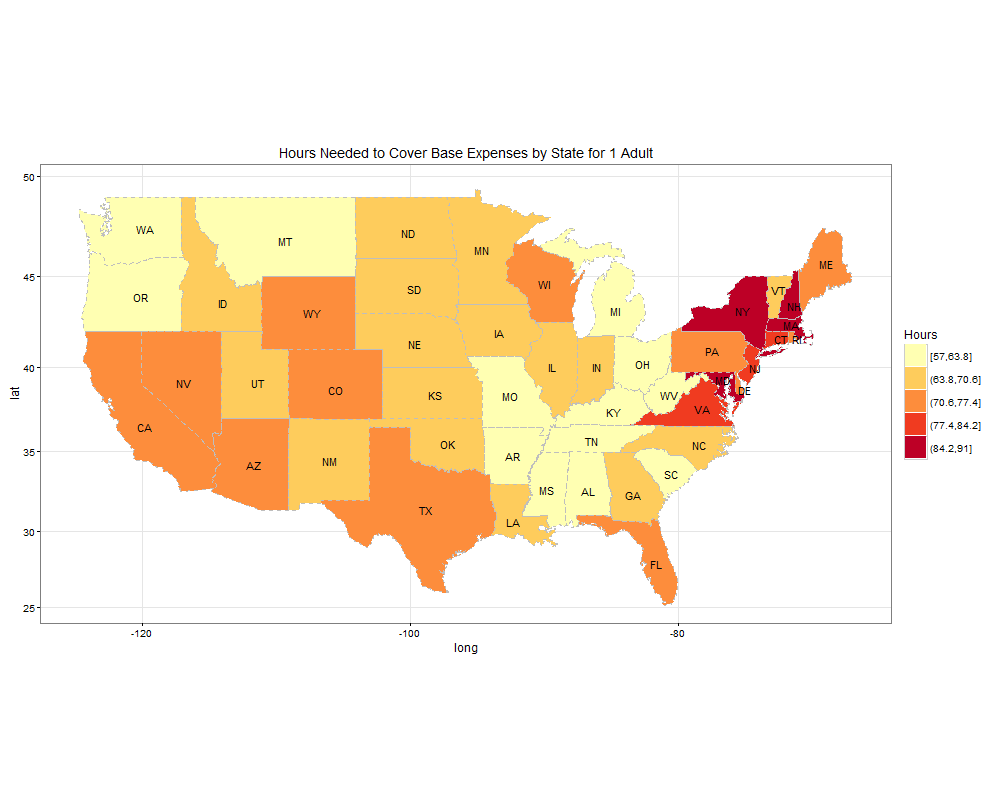 Hours Needed to Cover Base Expenses by State for 1 Adult
50
45
40
35
30
25
lat
-120
-100
-80
long
WA
MT
ND
MN
ME
OR
ID
SD
WI
VT
NH
WY
MI
NY
MA
IA
CT
RI
NE
PA
NV
UT
CO
IL
IN
OH
NJ
KS
MO
WV
MD
DE
CA
KY
VA
AZ
NM
OK
AR
TN
NC
TX
MS
AL
SC
GA
LA
FL
Hours
[57,63.8]
(63.8,70.6]
(70.6,77.4]
(77.4,84.2]
(84.2,91]